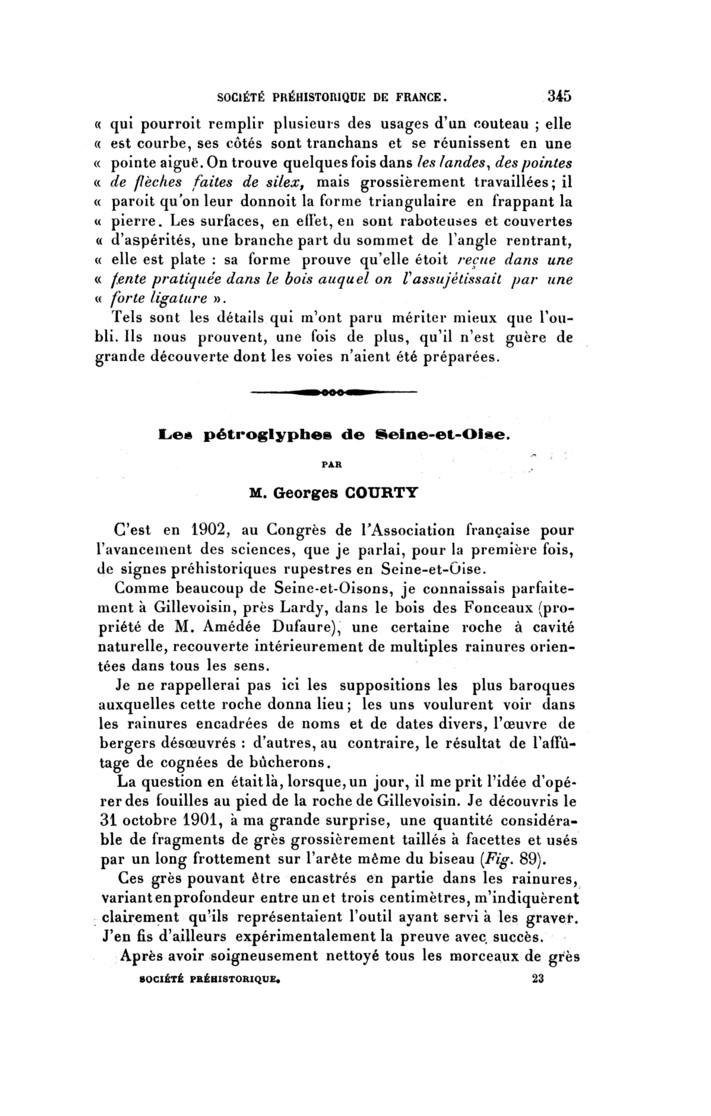 SOCIÉTÉ PRÉHISTORIQUE DE FRANCE. 345
« qui pourroit remplir plusieurs des usages d'un couteau ; elle
« est courbe, ses côtés sont tranchans et se réunissent en une
« pointe aiguë. On trouve quelques fois dans les landes, des pointes
« de flèches faites de silex, mais grossièrement travaillées ; il
« paroit qu'on leur donnoit la forme triangulaire en frappant la
« pierre. Les surfaces, en effet, en sont raboteuses et couvertes
« d'aspérités, une branche part du sommet de l'angle rentrant,
« elle est plate : sa forme prouve qu'elle étoit reçue dans une
« fente pratiquée dans le bois auquel on l'assujétissait par une
« forte ligature ».
Tels sont les détails qui m'ont paru mériter mieux que l'ou-
bli. Ils nous prouvent, une fois de plus, qu'il n'est guère de
grande découverte dont les voies n'aient été préparées.
Les pétroglyphes de Seine-et-Oise.
PAR
M. Georges COURTY
C'est en 1902, au Congrès de l'Association française pour
l'avancement des sciences, que je parlai, pour la première fois,
de signes préhistoriques rupestres en Seine-et-Oise.
Comme beaucoup de Seine-et-Oisons, je connaissais parfaite-
ment à Gillevoisin, près Lardy, dans le bois des Fonceaux (pro-
priété de M. Amédée Dufaure), une certaine roche à cavité
naturelle, recouverte intérieurement de multiples rainures orien-
tées dans tous les sens.
Je ne rappellerai pas ici les suppositions les plus baroques
auxquelles cette roche donna lieu ; les uns voulurent voir dans
les rainures encadrées de noms et de dates divers, l'œuvre de
bergers désœuvrés : d'autres, au contraire, le résultat de l'affû-
tage de cognées de bûcherons.
La question en était là, lorsque, un jour, il me prit l'idée d'opé-
rer des fouilles au pied de la roche de Gillevoisin. Je découvris le
31 octobre 1901, à ma grande surprise, une quantité considéra-
ble de fragments de grès grossièrement taillés à facettes et usés
par un long frottement sur l'arête même du biseau (Fig. 89).
Ces grès pouvant être encastrés en partie dans les rainures,
variant en profondeur entre un et trois centimètres, m'indiquèrent
clairement qu'ils représentaient l'outil ayant servi à les graver.
J'en fis d'ailleurs expérimentalement la preuve avec succès.
Après avoir soigneusement nettoyé tous les morceaux de grès
SOCIÉTÉ PRÉHISTORIQUE. 23